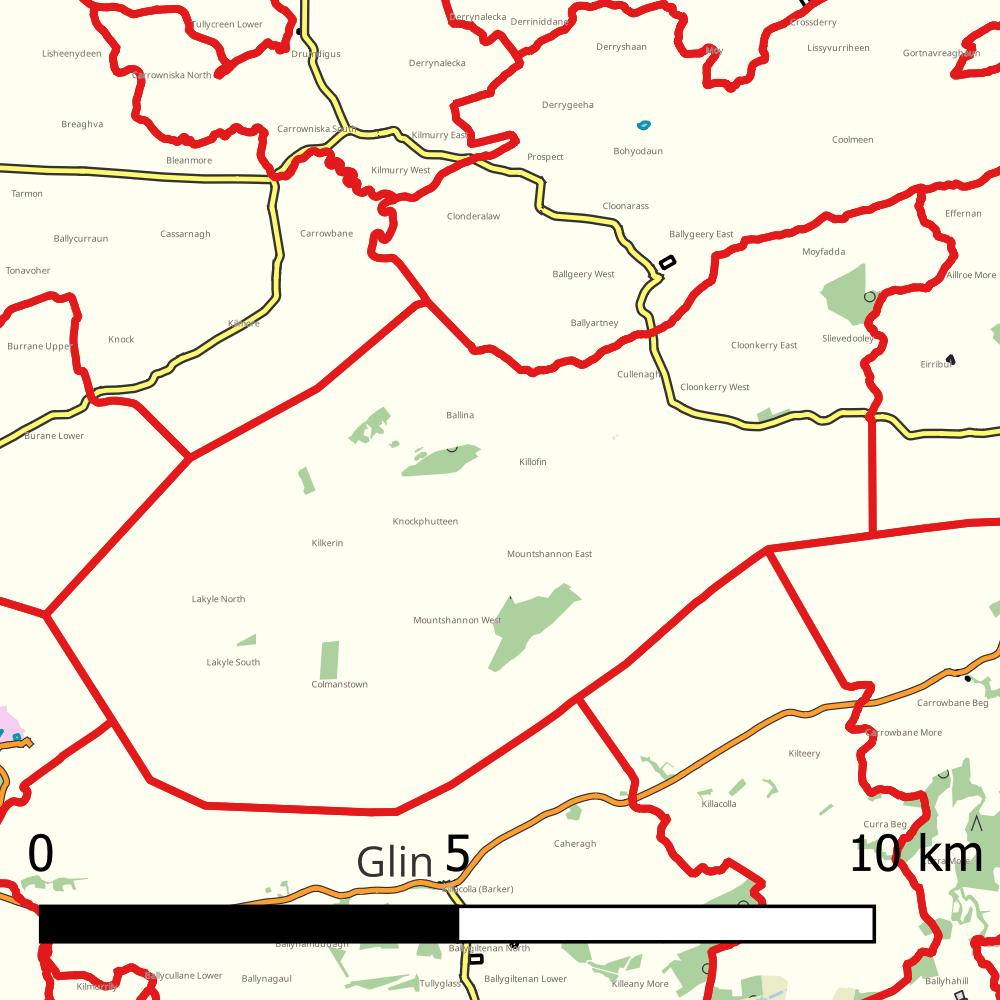 Derrynalecka
Derriniddane
Crossderry
Tullycreen Lower
Lisheenydeen
Drumdigus
Derryshaan
Moy
Lissyvurriheen
Gortnavreaghaun
Derrynalecka
Carrowniska North
Derrygeeha
Breaghva
Carrowniska South
Kilmurry East
Coolmeen
Bohyodaun
Prospect
Bleanmore
Kilmurry West
Tarmon
Cloonarass
Effernan
Clonderalaw
Ballycurraun
Cassarnagh
Carrowbane
Ballygeery East
Moyfadda
Tonavoher
Ballgeery West
Aillroe More
Kilmore
Ballyartney
Knock
Burrane Upper
Cloonkerry East
Slievedooley
Erribul
Cullenagh
Cloonkerry West
Ballina
Burane Lower
Killofin
Knockphutteen
Kilkerin
Mountshannon East
Lakyle North
Mountshannon West
Lakyle South
Colmanstown
Carrowbane Beg
Carrowbane More
Kilteery
Killacolla
Curra Beg
Caheragh
0
Glin
5
10 km
Killacolla (Barker)
Ballygiltenan North
Ballycullane Lower
Ballynagaul
Tullyglass
Ballygiltenan Lower
Killeany More
Ballyhahill
Kilmorrily